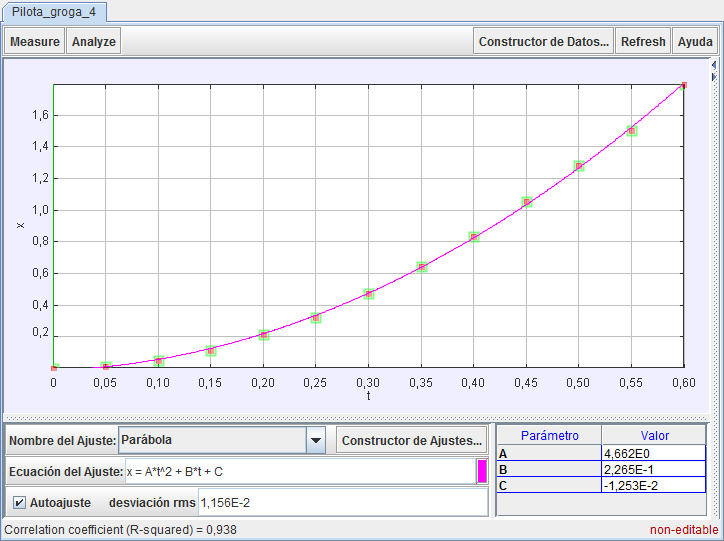 Pilota_groga_4
Measure Analyze Constructor de Datos... Refresh Ayuda
1,6
1,4
1,2
1,0
0,8
0,6
0,4
0,2
x
0 0,05 0,10 0,15 0,20 0,25 0,30 0,35 0,40 0,45 0,50 0,55 0,60
t
Nombre del Ajuste: Parábola Constructor de Ajustes...
Ecuación del Ajuste: x = A*t^2 + B*t + C
Autoajuste desviación rms 1,156E-2
Parámetro Valor
A 4,662E0
B 2,265E-1
C -1,253E-2
Correlation coefficient (R-squared) = 0,938 non-editable